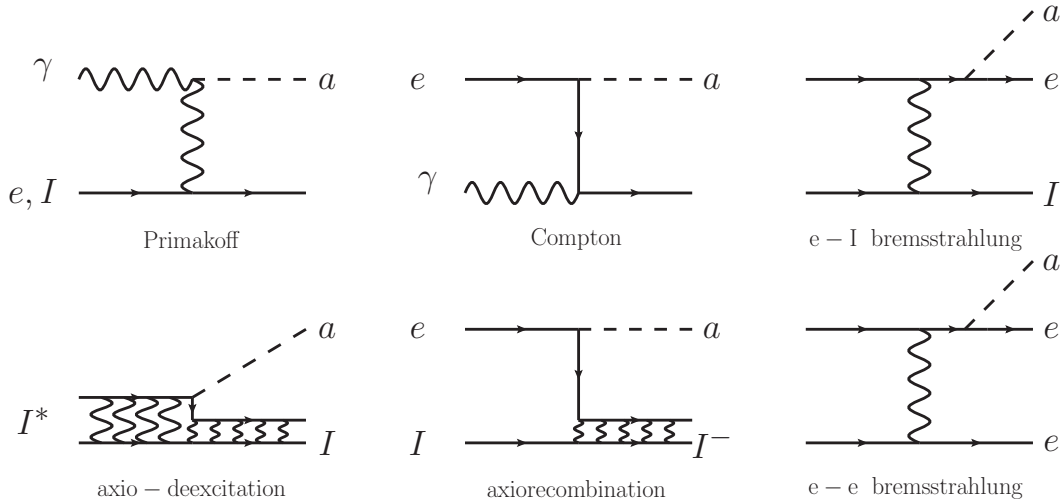 γ a
e, I
Primakoff
e a
γ
Compton
a
e
I
e − I bremsstrahlung
a
I* I
axio − deexcitation
e a
I I⁻
axiorecombination
a
e
e
e − e bremsstrahlung